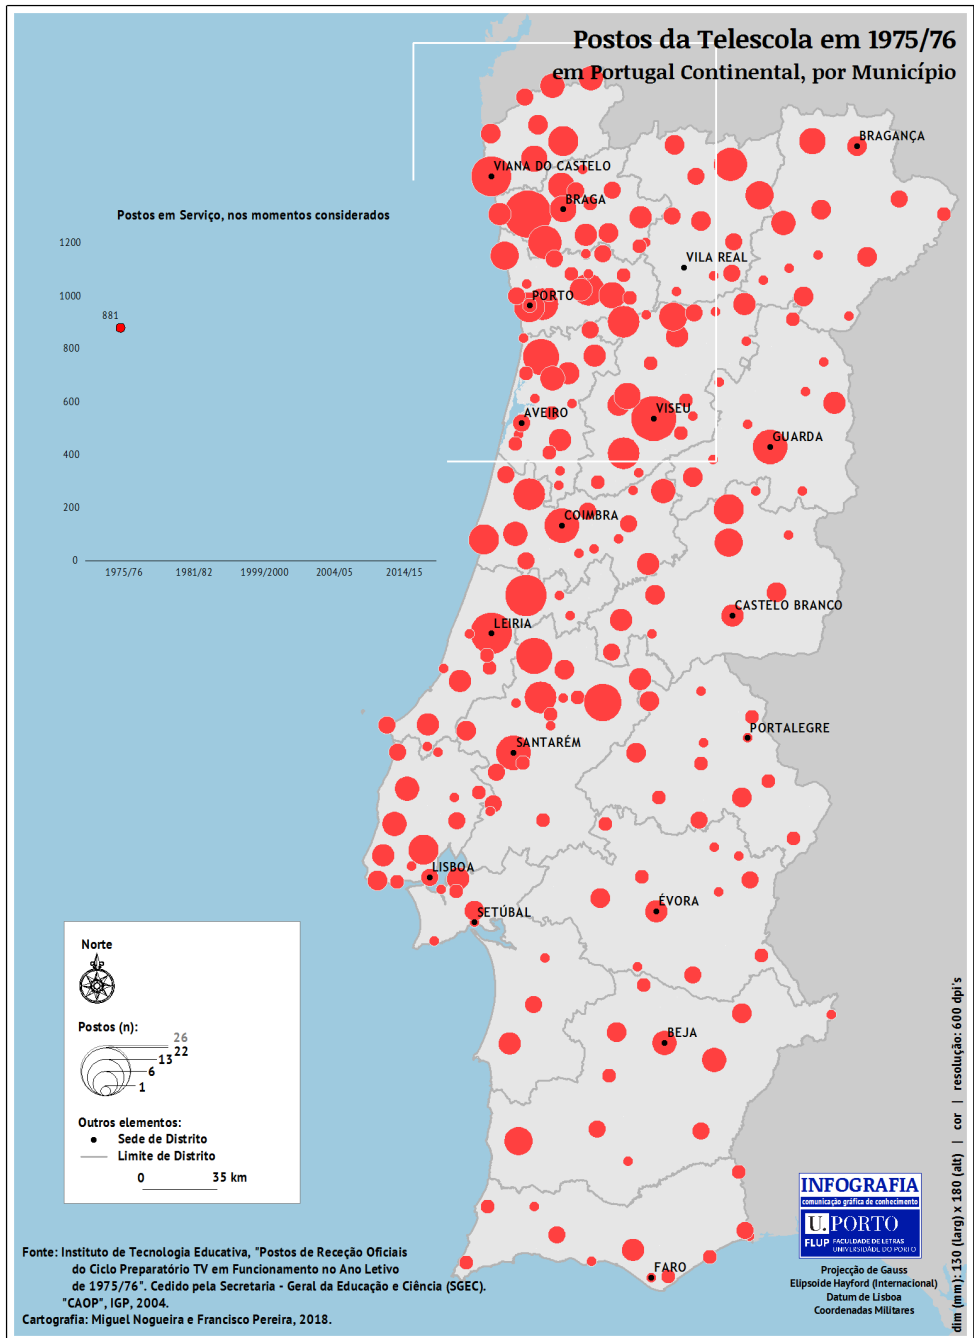 Postos da Telescola em 1975/76
em Portugal Continental, por Município
BRAGANÇA
VIANA DO CASTELO
BRAGA
Postos em Serviço, nos momentos considerados
1200
VILA REAL
1000
PORTO
881
800
600
VISEU
AVEIRO
GUARDA
400
200
COIMBRA
0
1975/76 1981/82 1999/2000 2004/05 2014/15
CASTELO BRANCO
LEIRIA
PORTALEGRE
SANTARÉM
LISBOA
ÉVORA
SETÚBAL
BEJA
FARO
Norte
Postos (n):
26
22
13
6
1
Outros elementos:
Sede de Distrito
Limite de Distrito
0 35 km
Fonte: Instituto de Tecnologia Educativa, "Postos de Receção Oficiais
do Ciclo Preparatório TV em Funcionamento no Ano Letivo
de 1975/76". Cedido pela Secretaria - Geral da Educação e Ciência (SGEC).
"CAOP", IGP, 2004.
Cartografia: Miguel Nogueira e Francisco Pereira, 2018.
INFOGRAFIA
comunicação gráfica de conhecimento
U. PORTO
FLUP FACULDADE DE LETRAS
UNIVERSIDADE DO PORTO
Projecção de Gauss
Elipsoide Hayford (Internacional)
Datum de Lisboa
Coordenadas Militares
dim (mm): 130 (larg) x 180 (alt) | cor | resolução: 600 dpi's